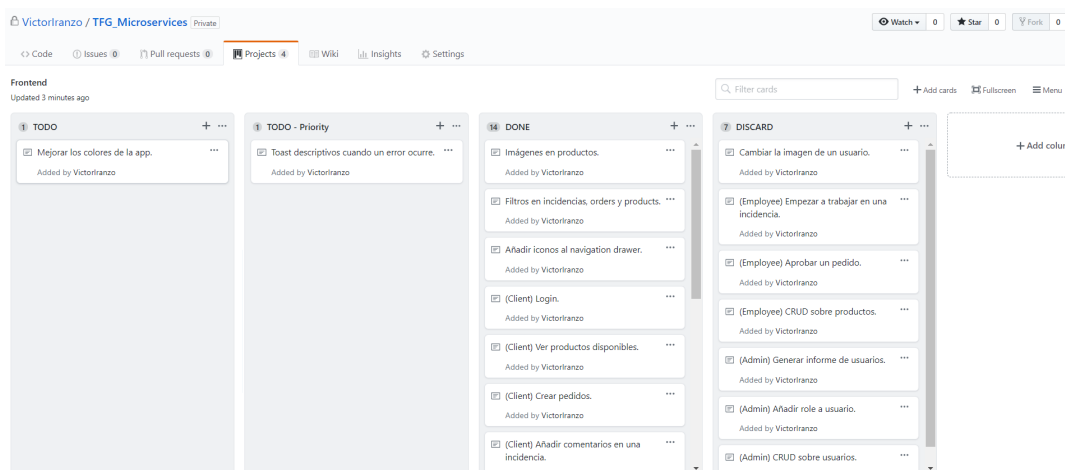 VictorIranzo / TFG_Microservices Private
Watch 0 Star 0 Fork 0
Code Issues 0 Pull requests 0 Projects 4 Wiki Insights Settings
Frontend
Updated 3 minutes ago
Filter cards
Add cards Fullscreen Menu
1 TODO
Mejorar los colores de la app.
Added by VictorIranzo
1 TODO - Priority
Toast descriptivos cuando un error ocurre.
Added by VictorIranzo
14 DONE
Imágenes en productos.
Added by VictorIranzo
Filtros en incidencias, orders y products.
Added by VictorIranzo
Añadir iconos al navigation drawer.
Added by VictorIranzo
(Client) Login.
Added by VictorIranzo
(Client) Ver productos disponibles.
Added by VictorIranzo
(Client) Crear pedidos.
Added by VictorIranzo
(Client) Añadir comentarios en una
incidencia.
7 DISCARD
Cambiar la imagen de un usuario.
Added by VictorIranzo
(Employee) Empezar a trabajar en una
incidencia.
Added by VictorIranzo
(Employee) Aprobar un pedido.
Added by VictorIranzo
(Employee) CRUD sobre productos.
Added by VictorIranzo
(Admin) Generar informe de usuarios.
Added by VictorIranzo
(Admin) Añadir role a usuario.
Added by VictorIranzo
(Admin) CRUD sobre usuarios.
+ Add colu